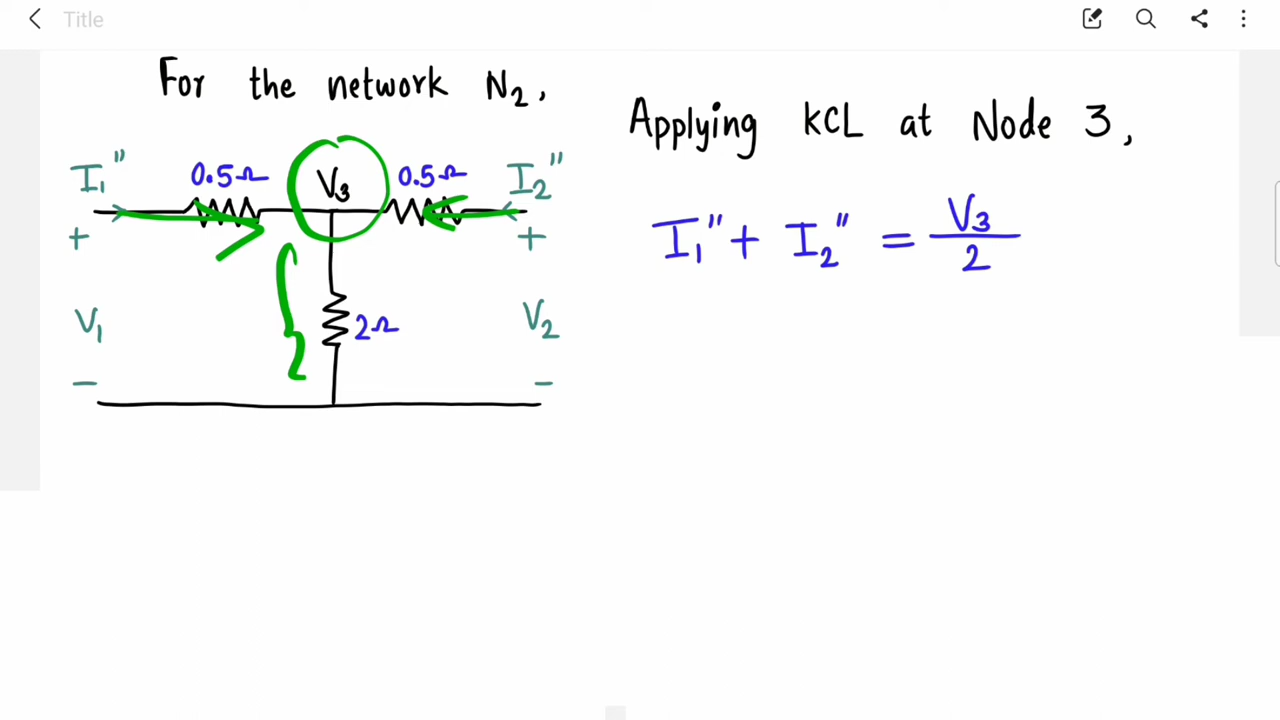 Title
For the network N₂,
Applying KCL at Node 3,
I₁" 0.5Ω V₃ 0.5Ω I₂"
+ +
I₁" + I₂" = V₃/2
V₁ 2Ω V₂
− −